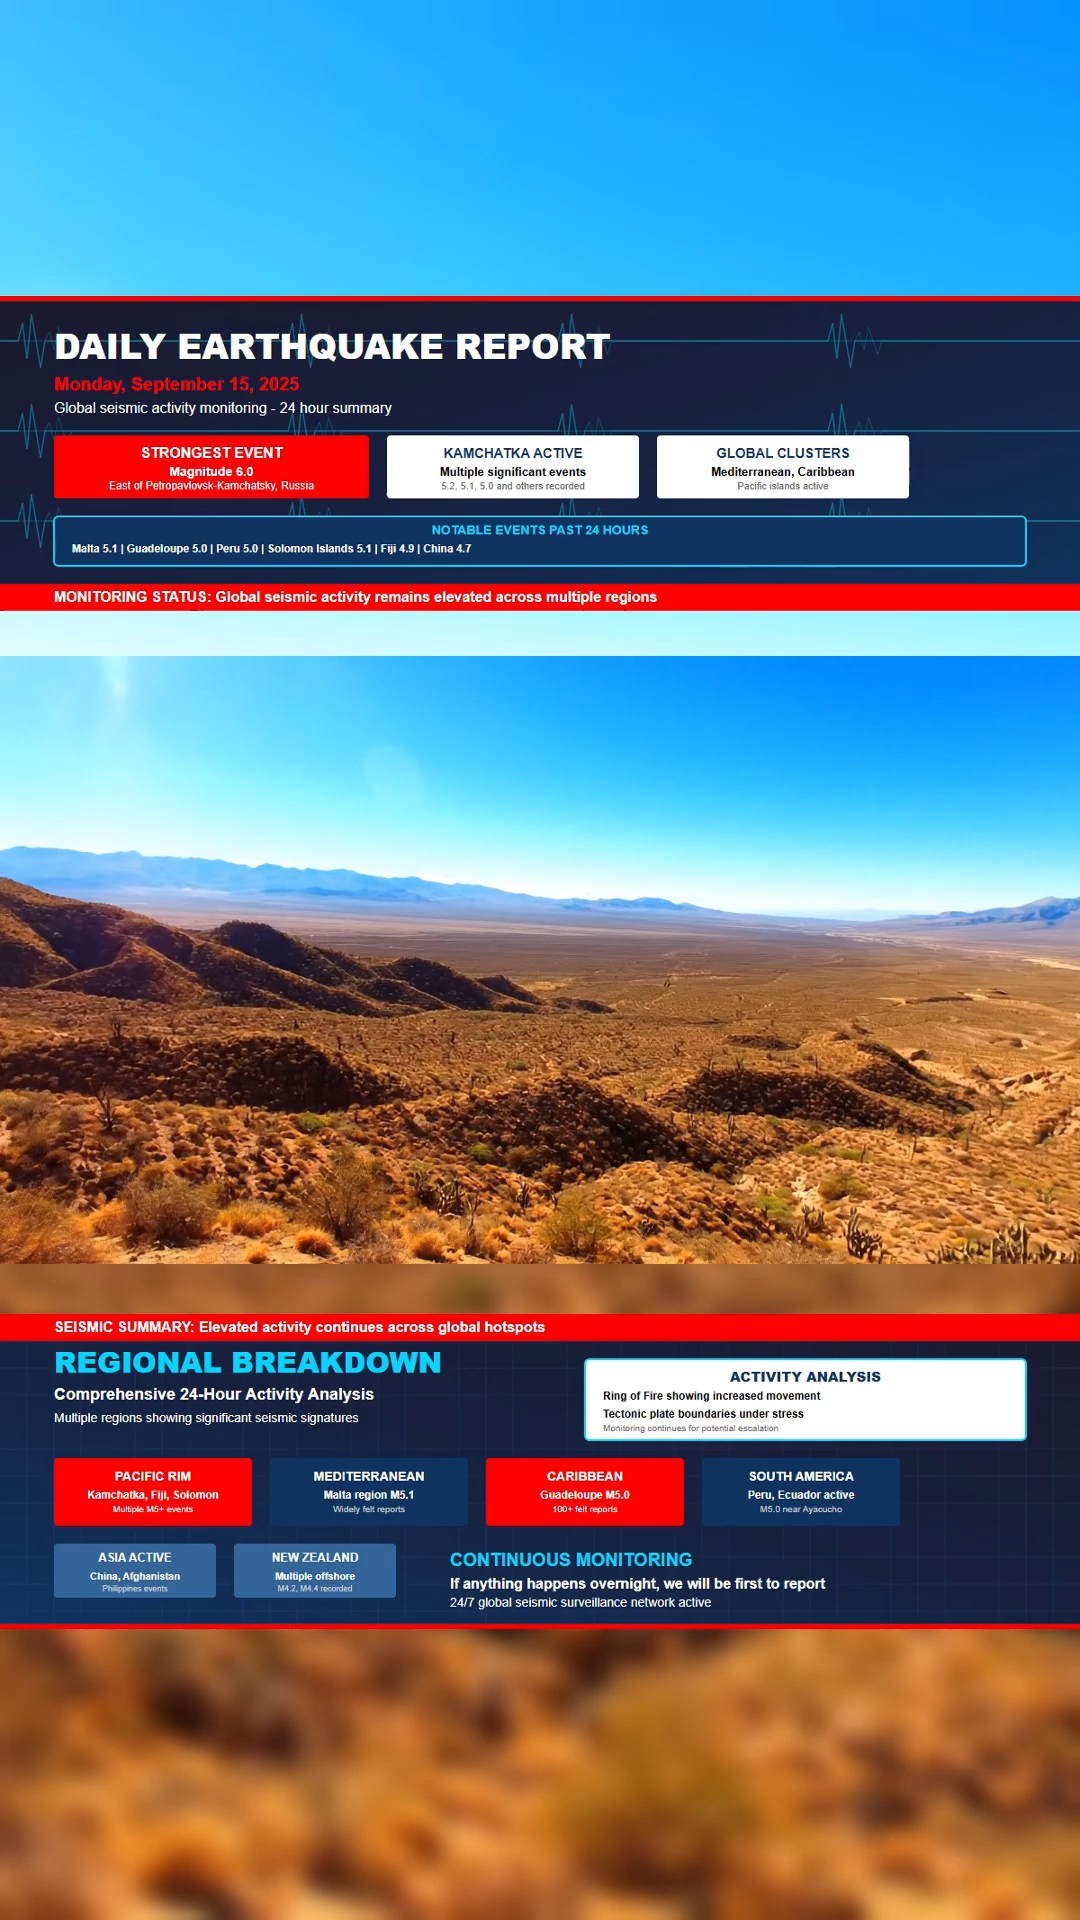 DAILY EARTHQUAKE REPORT
Monday, September 15, 2025
Global seismic activity monitoring - 24 hour summary
STRONGEST EVENT
Magnitude 6.0
East of Petropavlovsk-Kamchatsky, Russia
KAMCHATKA ACTIVE
Multiple significant events
5.2, 5.1, 5.0 and others recorded
GLOBAL CLUSTERS
Mediterranean, Caribbean
Pacific islands active
NOTABLE EVENTS PAST 24 HOURS
Malta 5.1 | Guadeloupe 5.0 | Peru 5.0 | Solomon Islands 5.1 | Fiji 4.9 | China 4.7
MONITORING STATUS: Global seismic activity remains elevated across multiple regions
SEISMIC SUMMARY: Elevated activity continues across global hotspots
REGIONAL BREAKDOWN
Comprehensive 24-Hour Activity Analysis
Multiple regions showing significant seismic signatures
ACTIVITY ANALYSIS
Ring of Fire showing increased movement
Tectonic plate boundaries under stress
Monitoring continues for potential escalation
PACIFIC RIM
Kamchatka, Fiji, Solomon
Multiple M5+ events
MEDITERRANEAN
Malta region M5.1
Widely felt reports
CARIBBEAN
Guadeloupe M5.0
100+ felt reports
SOUTH AMERICA
Peru, Ecuador active
M5.0 near Ayacucho
ASIA ACTIVE
China, Afghanistan
Philippines events
NEW ZEALAND
Multiple offshore
M4.2, M4.4 recorded
CONTINUOUS MONITORING
If anything happens overnight, we will be first to report
24/7 global seismic surveillance network active